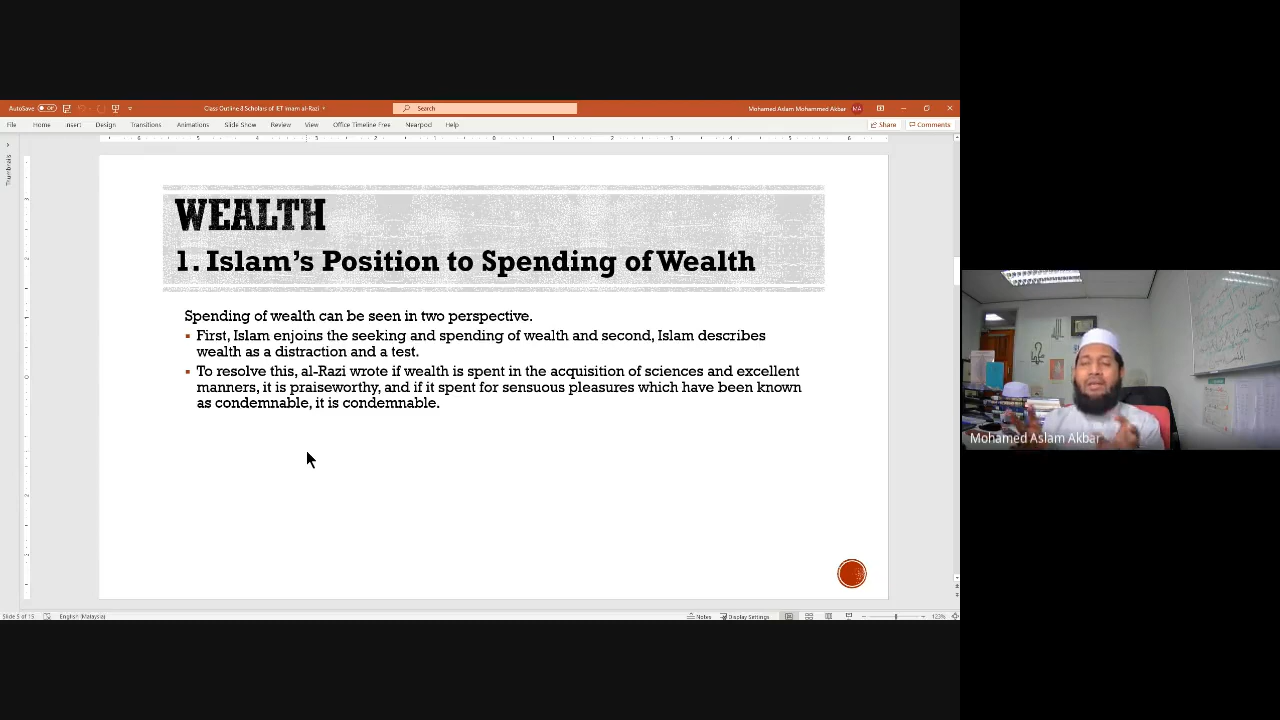 AutoSave Off
Class Outline 8 Scholars of IET Imam al-Razi
Search
Mohamed Aslam Mohammed Akbar MA
File Home Insert Design Transitions Animations Slide Show Review View Office Timeline Free Nearpod Help Share Comments
Thumbnails
WEALTH
1. Islam’s Position to Spending of Wealth
Spending of wealth can be seen in two perspective.
First, Islam enjoins the seeking and spending of wealth and second, Islam describes
wealth as a distraction and a test.
To resolve this, al-Razi wrote if wealth is spent in the acquisition of sciences and excellent
manners, it is praiseworthy, and if it spent for sensuous pleasures which have been known
as condemnable, it is condemnable.
Mohamed Aslam Akbar
Slide 5 of 15 English (Malaysia) Notes Display Settings 123%